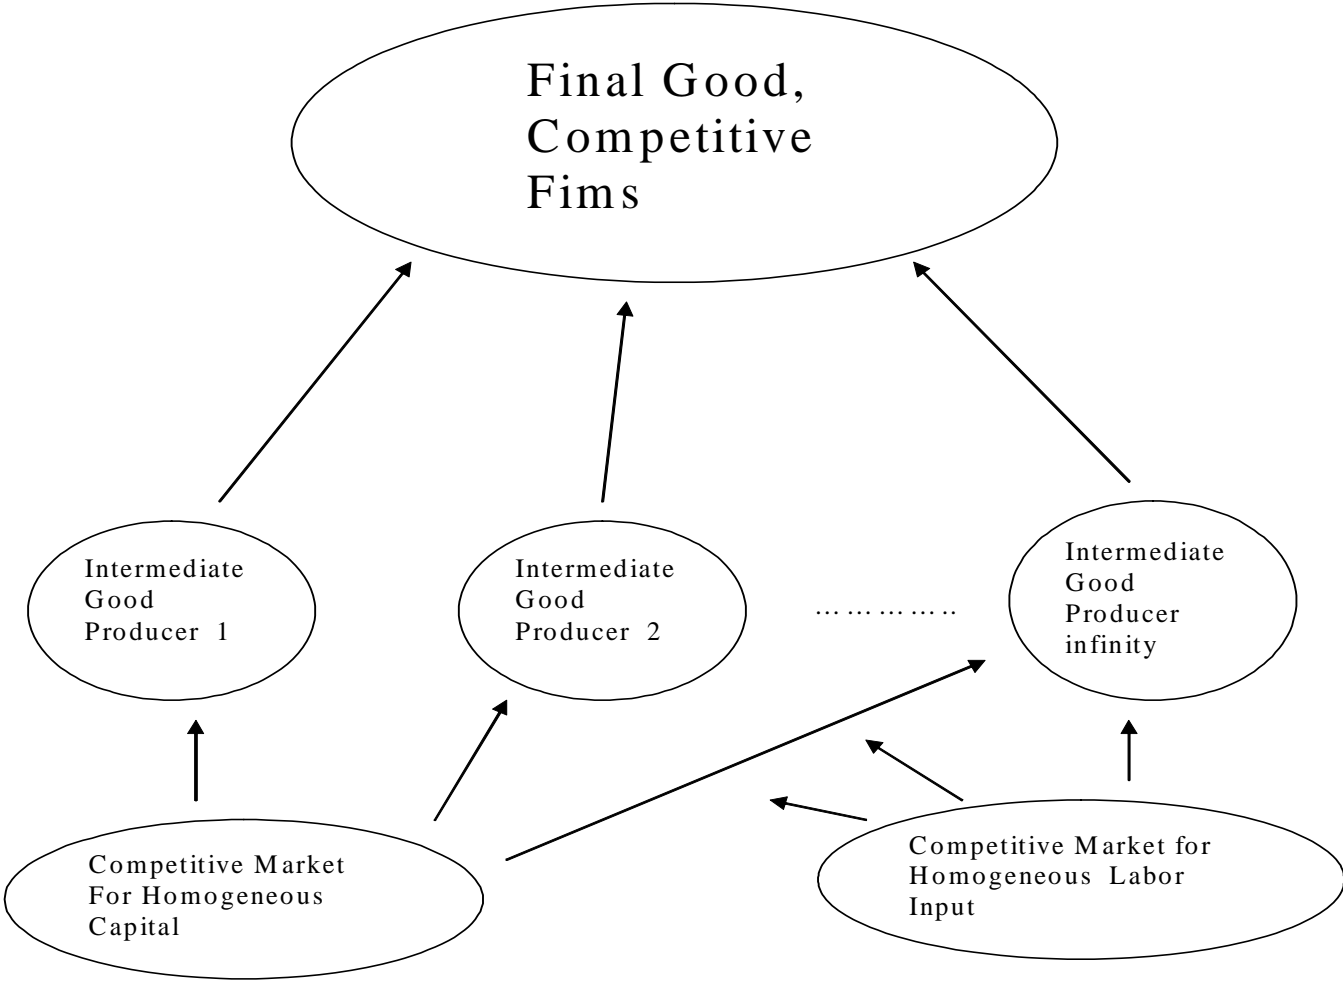 Final Good,
Competitive
Fims
Intermediate
Good
Producer 1
Intermediate
Good
Producer 2
…………..
Intermediate
Good
Producer
infinity
Competitive Market
For Homogeneous
Capital
Competitive Market for
Homogeneous Labor
Input